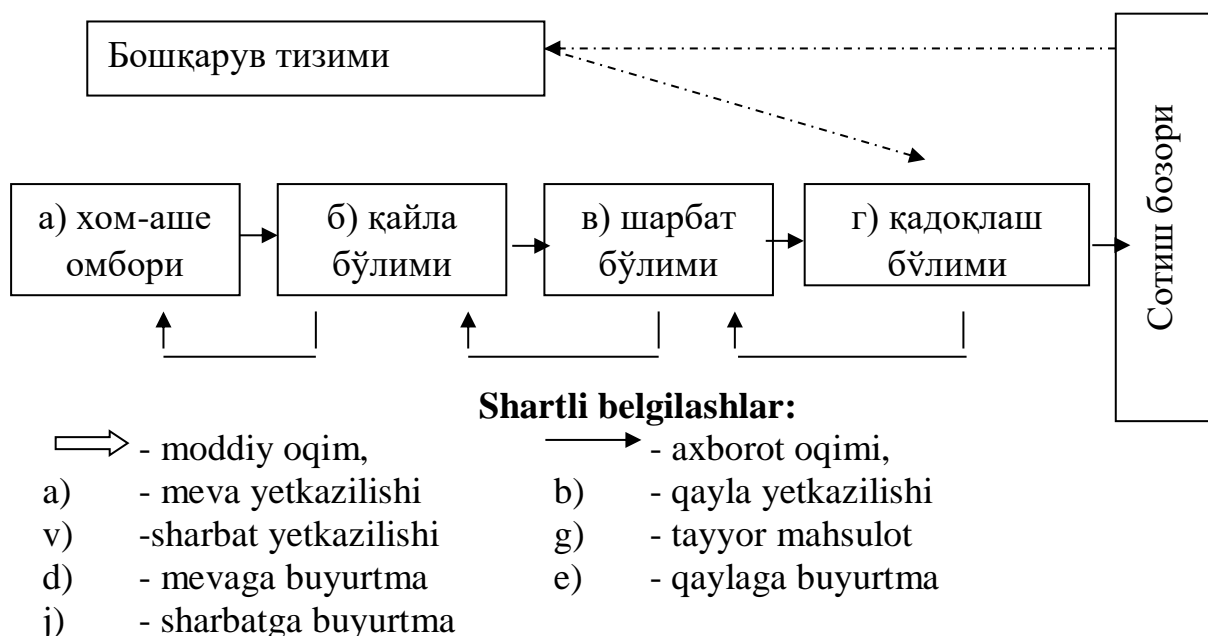 Бошқарув тизими
Сотиш бозори
а) хом-аше
омбори
б) қайла
бўлими
в) шарбат
бўлими
г) қадоқлаш
бўлими
Shartli belgilashlar:
- moddiy oqim,
- axborot oqimi,
a) - meva yetkazilishi
b) - qayla yetkazilishi
v) -sharbat yetkazilishi
g) - tayyor mahsulot
d) - mevaga buyurtma
e) - qaylaga buyurtma
j) - sharbatga buyurtma